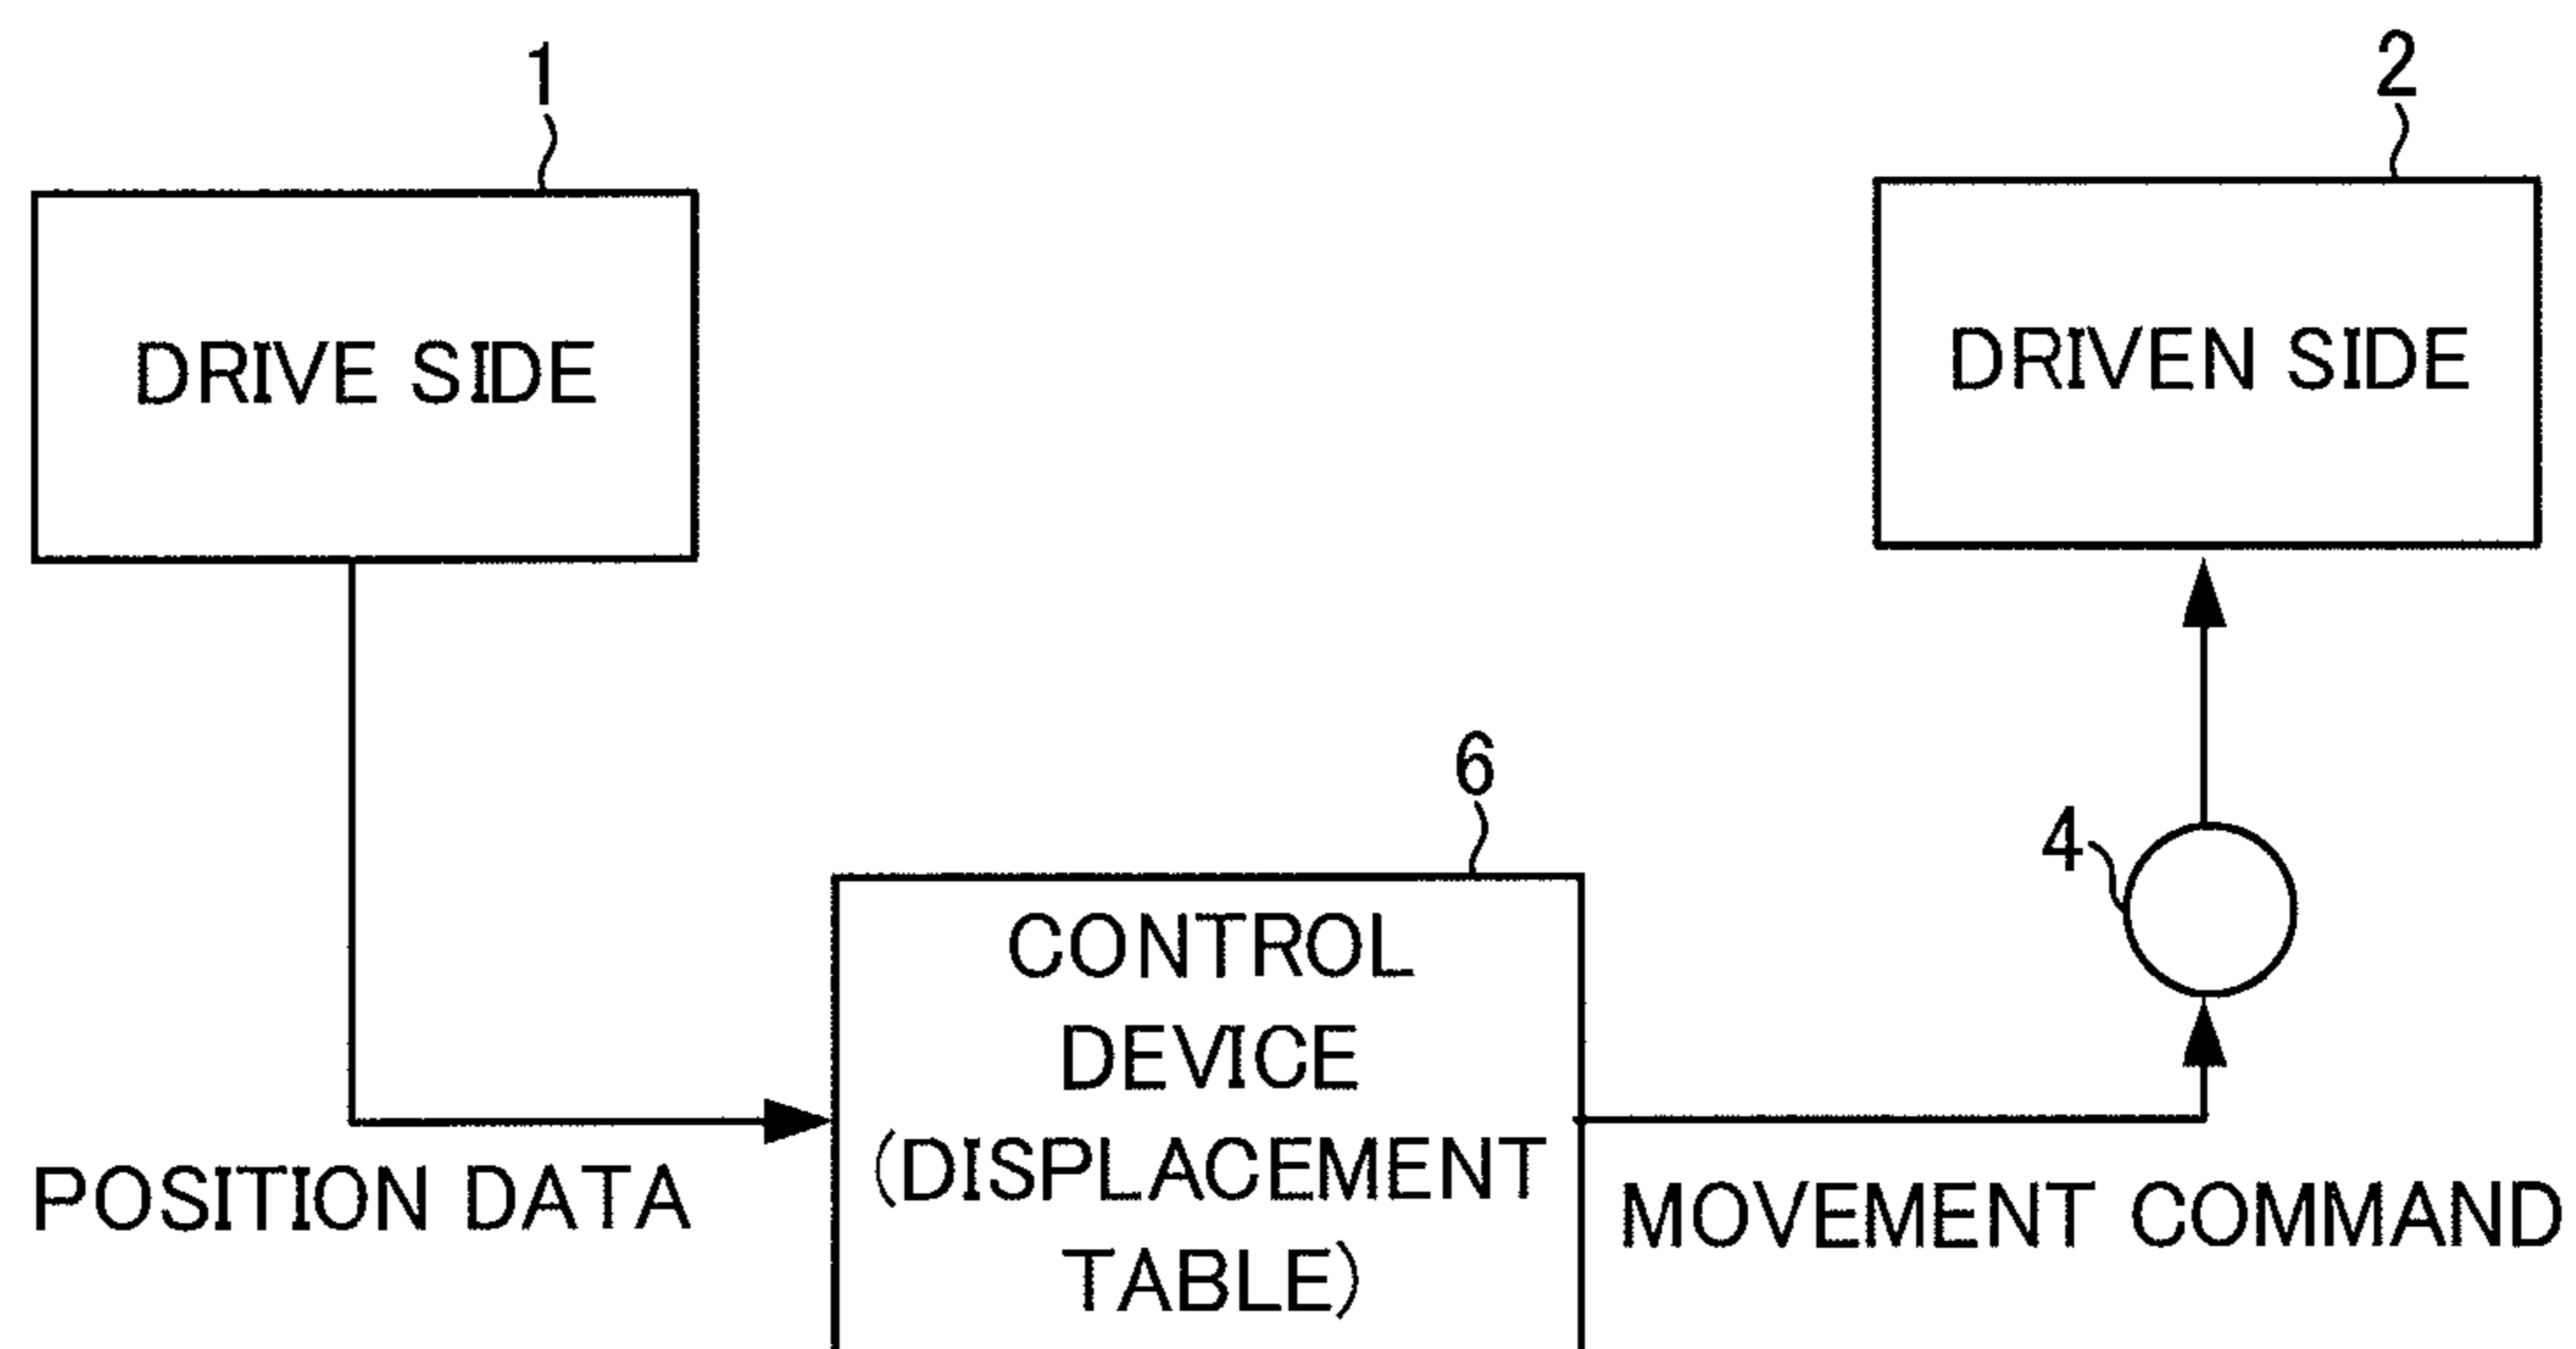 1
2
DRIVE SIDE
DRIVEN SIDE
6
4
CONTROL
DEVICE
(DISPLACEMENT
TABLE)
POSITION DATA
MOVEMENT COMMAND